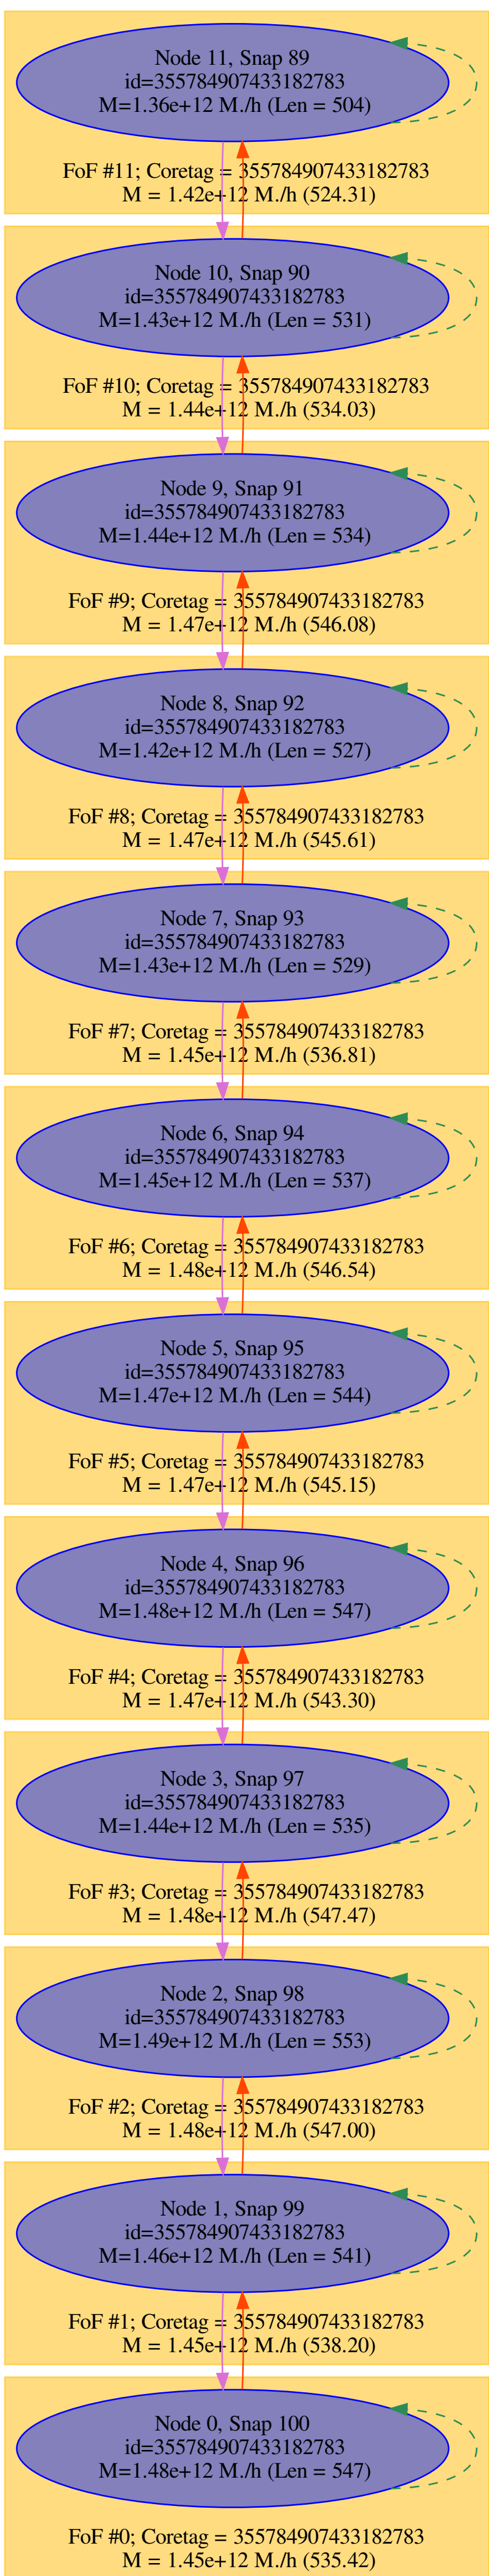 Node 11, Snap 89
id=355784907433182783
M=1.36e+12 M./h (Len = 504)
FoF #11; Coretag = 355784907433182783
M = 1.42e+12 M./h (524.31)
Node 10, Snap 90
id=355784907433182783
M=1.43e+12 M./h (Len = 531)
FoF #10; Coretag = 355784907433182783
M = 1.44e+12 M./h (534.03)
Node 9, Snap 91
id=355784907433182783
M=1.44e+12 M./h (Len = 534)
FoF #9; Coretag = 355784907433182783
M = 1.47e+12 M./h (546.08)
Node 8, Snap 92
id=355784907433182783
M=1.42e+12 M./h (Len = 527)
FoF #8; Coretag = 355784907433182783
M = 1.47e+12 M./h (545.61)
Node 7, Snap 93
id=355784907433182783
M=1.43e+12 M./h (Len = 529)
FoF #7; Coretag = 355784907433182783
M = 1.45e+12 M./h (536.81)
Node 6, Snap 94
id=355784907433182783
M=1.45e+12 M./h (Len = 537)
FoF #6; Coretag = 355784907433182783
M = 1.48e+12 M./h (546.54)
Node 5, Snap 95
id=355784907433182783
M=1.47e+12 M./h (Len = 544)
FoF #5; Coretag = 355784907433182783
M = 1.47e+12 M./h (545.15)
Node 4, Snap 96
id=355784907433182783
M=1.48e+12 M./h (Len = 547)
FoF #4; Coretag = 355784907433182783
M = 1.47e+12 M./h (543.30)
Node 3, Snap 97
id=355784907433182783
M=1.44e+12 M./h (Len = 535)
FoF #3; Coretag = 355784907433182783
M = 1.48e+12 M./h (547.47)
Node 2, Snap 98
id=355784907433182783
M=1.49e+12 M./h (Len = 553)
FoF #2; Coretag = 355784907433182783
M = 1.48e+12 M./h (547.00)
Node 1, Snap 99
id=355784907433182783
M=1.46e+12 M./h (Len = 541)
FoF #1; Coretag = 355784907433182783
M = 1.45e+12 M./h (538.20)
Node 0, Snap 100
id=355784907433182783
M=1.48e+12 M./h (Len = 547)
FoF #0; Coretag = 355784907433182783
M = 1.45e+12 M./h (535.42)